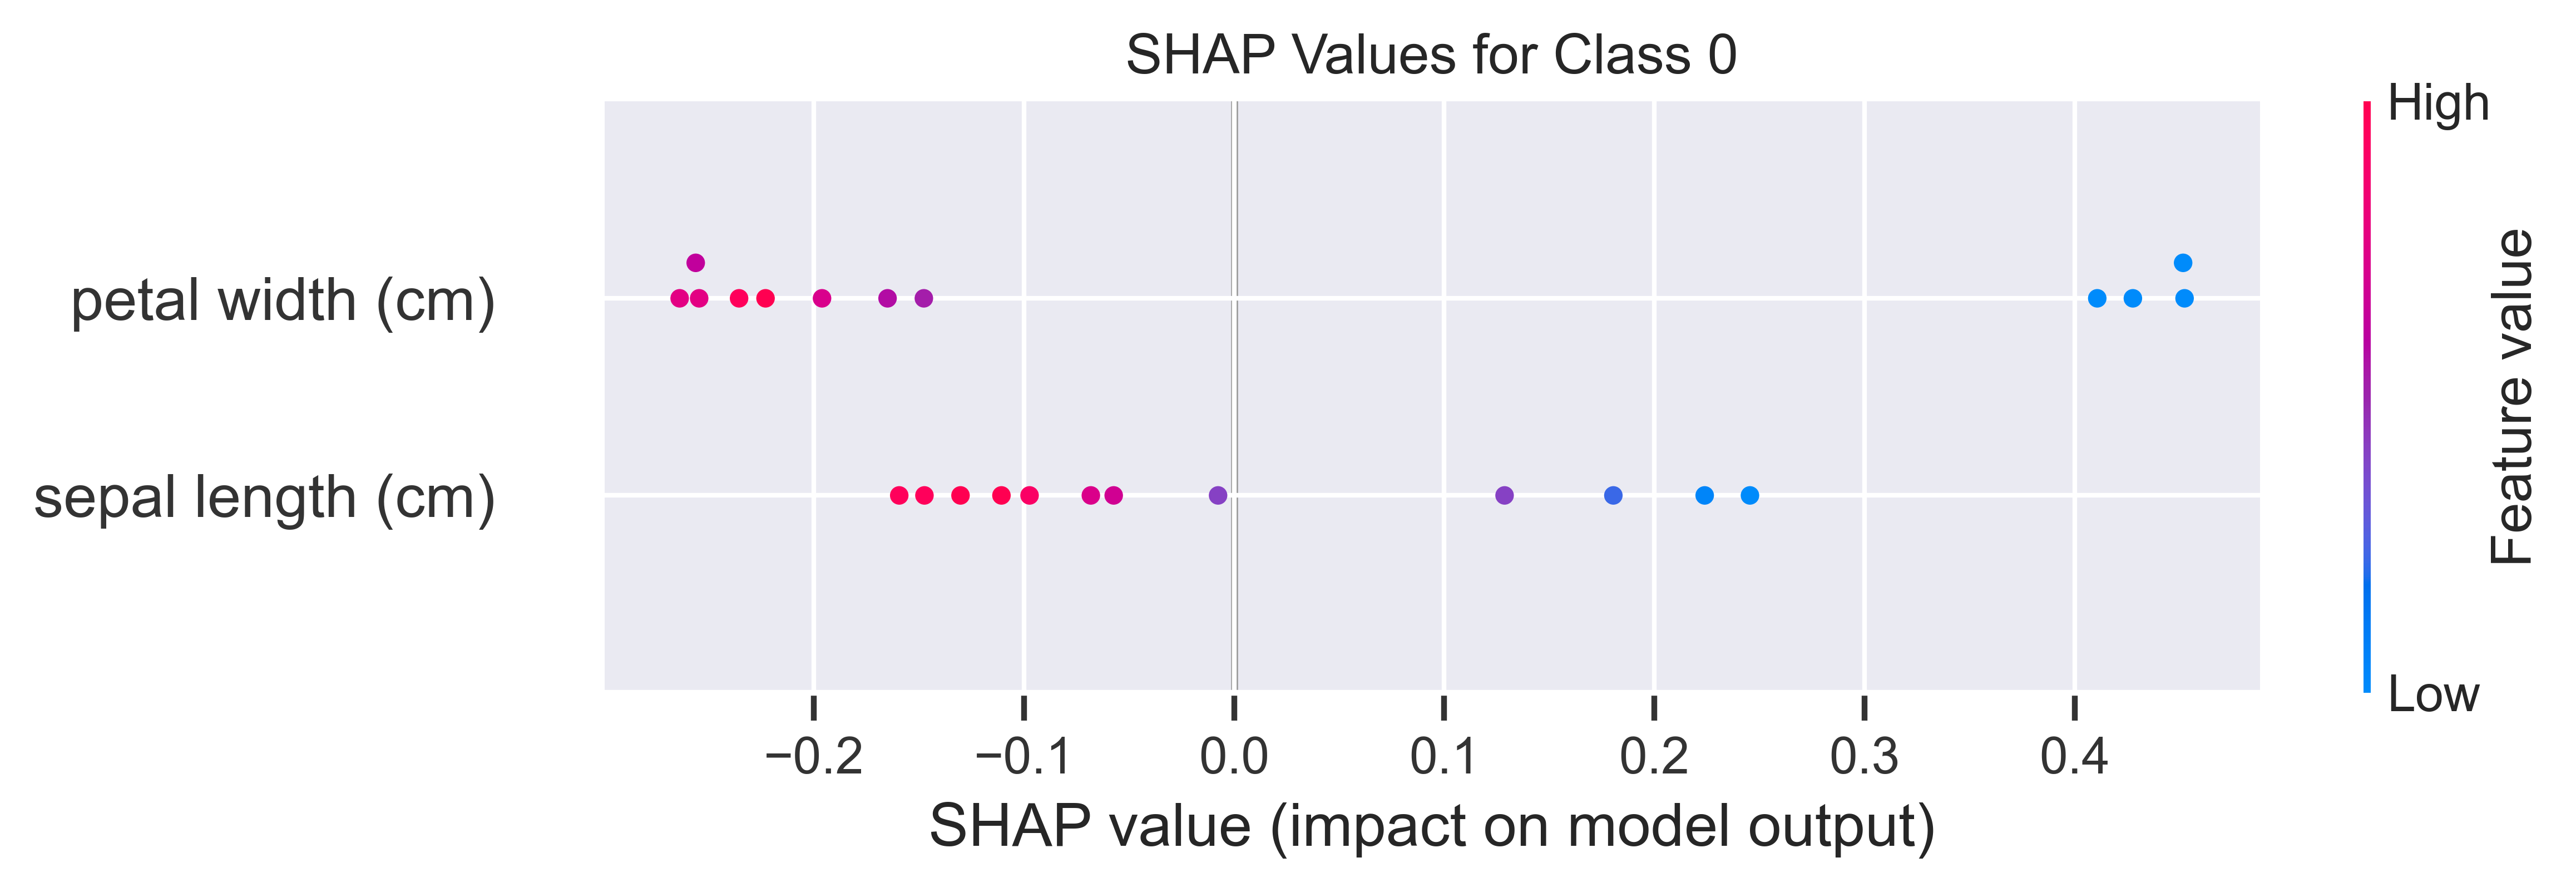 SHAP Values for Class 0
High
petal width (cm)
sepal length (cm)
Feature value
Low
−0.2 −0.1 0.0 0.1 0.2 0.3 0.4
SHAP value (impact on model output)